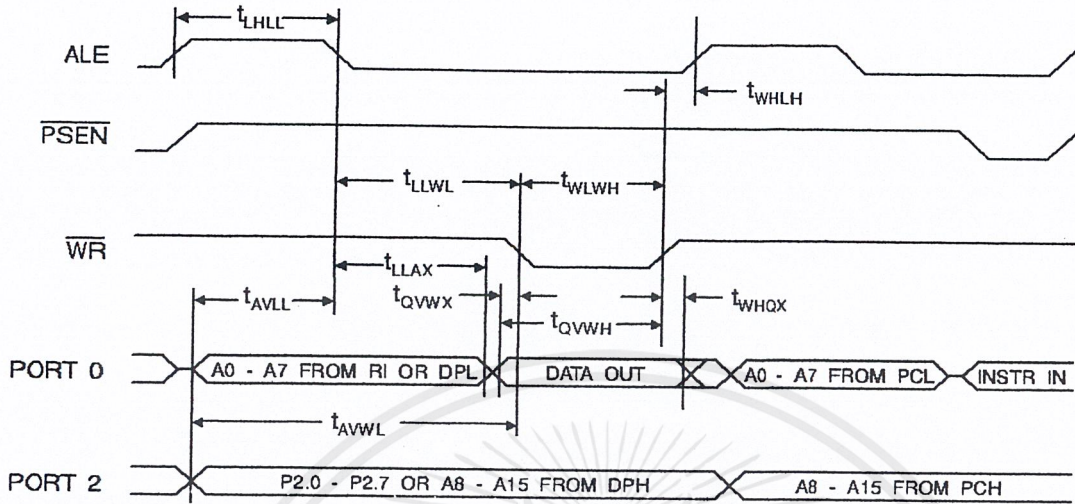 tLHLL
ALE
tWHLH
PSEN
tLLWL
tWLWH
WR
tLLAX
tAVLL
tQVWX
tWHQX
tQVWH
PORT 0
A0 - A7 FROM RI OR DPL
DATA OUT
A0 - A7 FROM PCL
INSTR IN
tAVWL
PORT 2
P2.0 - P2.7 OR A8 - A15 FROM DPH
A8 - A15 FROM PCH